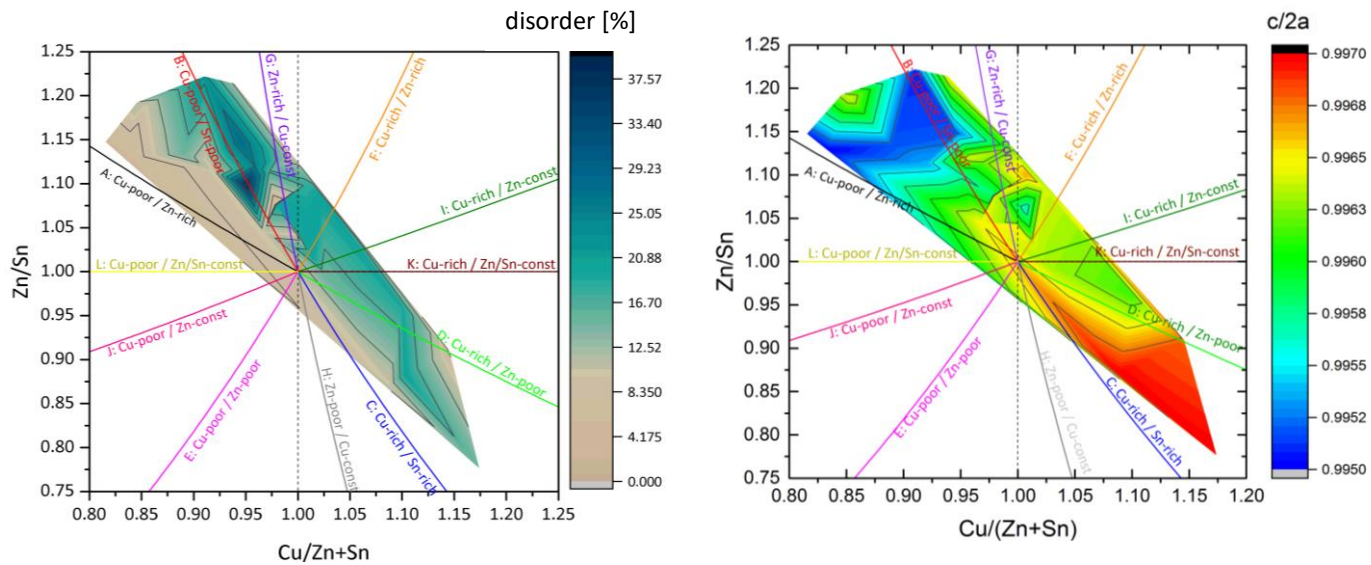 disorder [%]
1.25
1.20
1.15
1.10
1.05
1.00
0.95
0.90
0.85
0.80
0.75
Zn/Sn
0.80
0.85
0.90
0.95
1.00
1.05
1.10
1.15
1.20
1.25
Cu/Zn+Sn
A: Cu-poor / Zn-rich
B: Cu-poor / Sn-poor
G: Zn-rich / Cu-const
F: Cu-rich / Zn-rich
I: Cu-rich / Zn-const
K: Cu-rich / Zn/Sn-const
L: Cu-poor / Zn/Sn-const
J: Cu-poor / Zn-const
E: Cu-poor / Zn-poor
H: Zn-poor / Cu-const
C: Cu-rich / Sn-rich
D: Cu-rich / Zn-poor
37.57
33.40
29.23
25.05
20.88
16.70
12.52
8.350
4.175
0.000
c/2a
1.25
1.20
1.15
1.10
1.05
1.00
0.95
0.90
0.85
0.80
0.75
Zn/Sn
0.80
0.85
0.90
0.95
1.00
1.05
1.10
1.15
1.20
Cu/(Zn+Sn)
A: Cu-poor / Zn-rich
B: Cu-poor / Sn-poor
G: Zn-rich / Cu-const
F: Cu-rich / Zn-rich
I: Cu-rich / Zn-const
K: Cu-rich / Zn/Sn-const
L: Cu-poor / Zn/Sn-const
J: Cu-poor / Zn-const
E: Cu-poor / Zn-poor
H: Zn-poor / Cu-const
C: Cu-rich / Sn-rich
D: Cu-rich / Zn-poor
0.9970
0.9968
0.9965
0.9963
0.9960
0.9958
0.9955
0.9952
0.9950